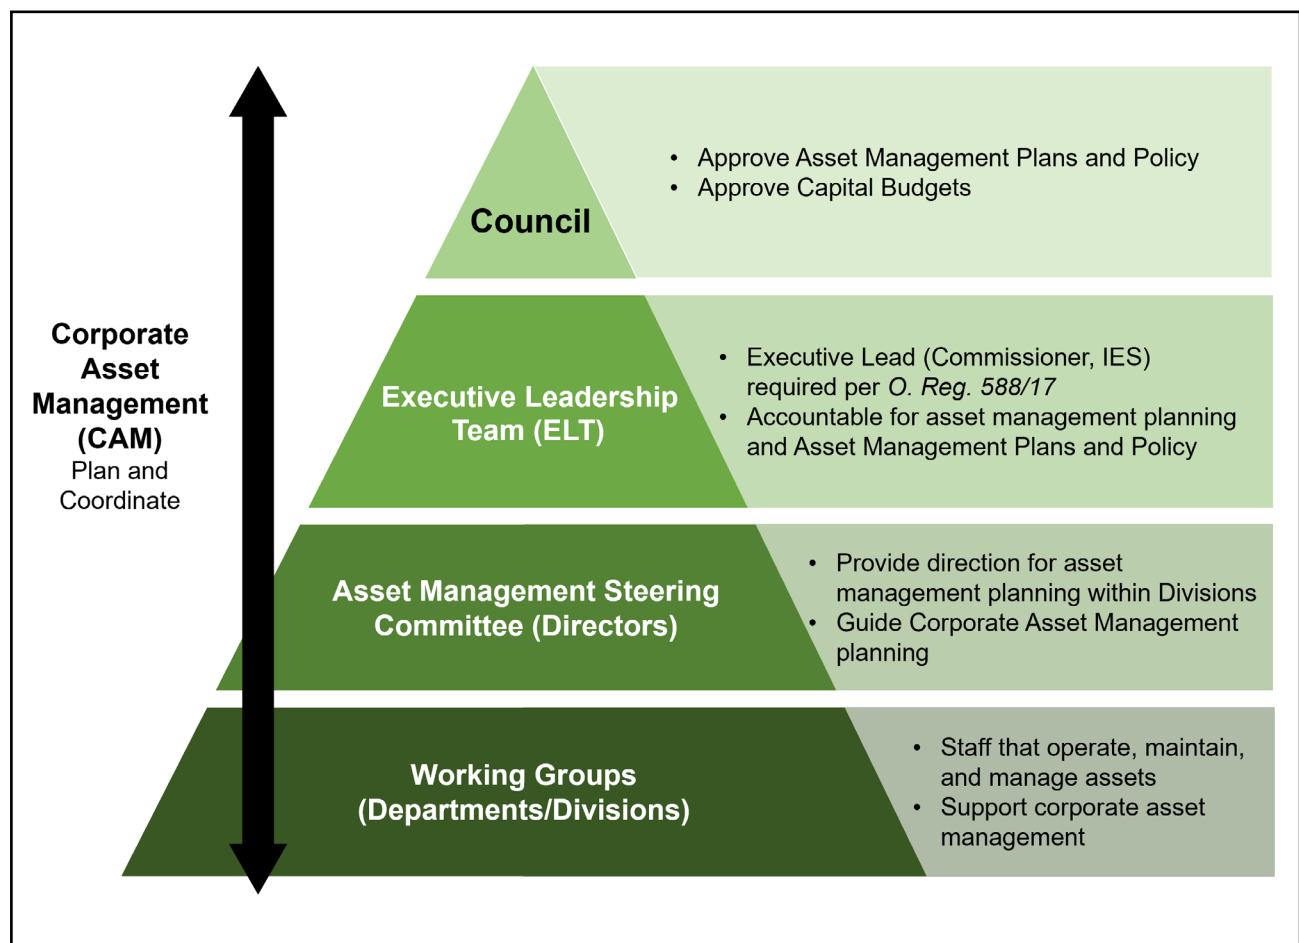 Corporate
Asset
Management
(CAM)
Plan and
Coordinate
Council
• Approve Asset Management Plans and Policy
• Approve Capital Budgets
Executive Leadership
Team (ELT)
• Executive Lead (Commissioner, IES)
required per O. Reg. 588/17
• Accountable for asset management planning
and Asset Management Plans and Policy
Asset Management Steering
Committee (Directors)
• Provide direction for asset
management planning within Divisions
• Guide Corporate Asset Management
planning
Working Groups
(Departments/Divisions)
• Staff that operate, maintain,
and manage assets
• Support corporate asset
management